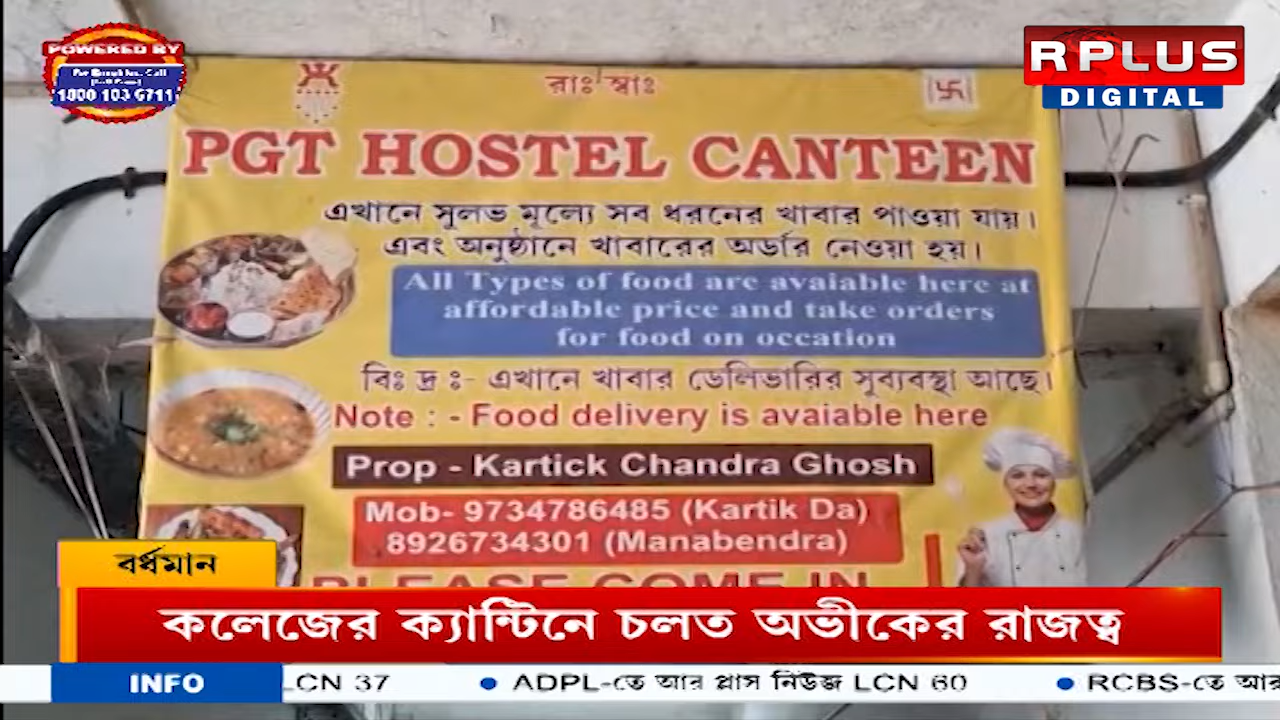 POWERED BY
1800 103 6711
RPLUS
DIGITAL
রাঃ স্বাঃ
PGT HOSTEL CANTEEN
এখানে সুলভ মূল্যে সব ধরনের খাবার পাওয়া যায়।
এবং অনুষ্ঠানে খাবারের অর্ডার নেওয়া হয়।
All Types of food are avaiable here at
affordable price and take orders
for food on occation
বিঃ দ্র ঃ- এখানে খাবার ডেলিভারির সুব্যবস্থা আছে।
Note : - Food delivery is avaiable here
Prop - Kartick Chandra Ghosh
Mob- 9734786485 (Kartik Da)
8926734301 (Manabendra)
PLEASE COME IN
বর্ধমান
কলেজের ক্যান্টিনে চলত অভীকের রাজত্ব
INFO LCN 37 ● ADPL-তে আর প্লাস নিউজ LCN 60 ● RCBS-তে আর